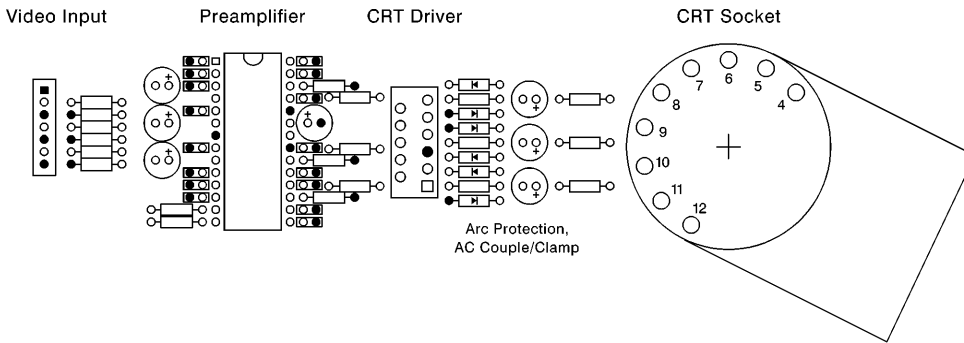 Video Input
Preamplifier
CRT Driver
CRT Socket
7
6
5
4
8
9
10
11
12
Arc Protection,
AC Couple/Clamp